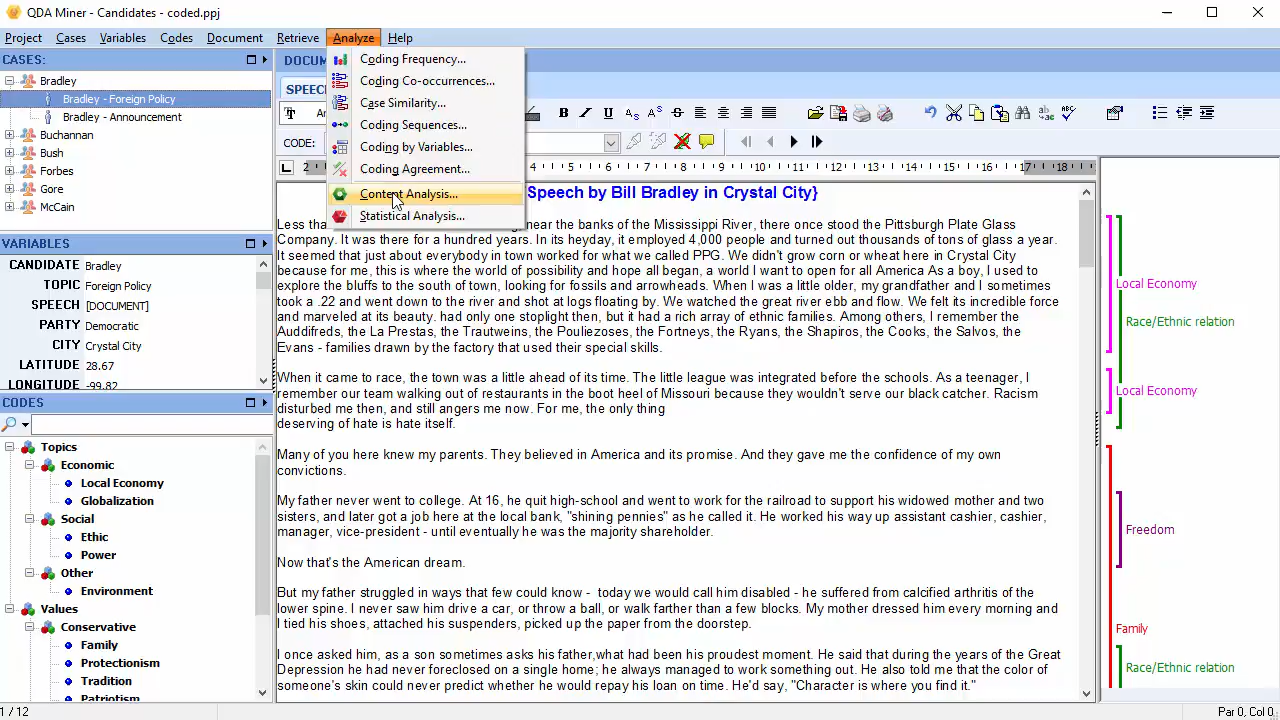 QDA Miner - Candidates - coded.ppj
Project Cases Variables Codes Document Retrieve Analyze Help
CASES:
Bradley
Bradley - Foreign Policy
Bradley - Announcement
Buchannan
Bush
Forbes
Gore
McCain
VARIABLES
CANDIDATE Bradley
TOPIC Foreign Policy
SPEECH [DOCUMENT]
PARTY Democratic
CITY Crystal City
LATITUDE 28.67
LONGITUDE -99.82
CODES
Topics
Economic
Local Economy
Globalization
Social
Ethic
Power
Other
Environment
Values
Conservative
Family
Protectionism
Tradition
Patriotism
1 / 12
Coding Frequency...
Coding Co-occurrences...
Case Similarity...
Coding Sequences...
Coding by Variables...
Coding Agreement...
Content Analysis...
Statistical Analysis...
DOCUM
SPEECH
CODE:
2 4 5 6 7 8 9 10 11 12 13 14 15 16 17 18
Speech by Bill Bradley in Crystal City}
Less tha near the banks of the Mississippi River, there once stood the Pittsburgh Plate Glass
Company. It was there for a hundred years. In its heyday, it employed 4,000 people and turned out thousands of tons of glass a year.
It seemed that just about everybody in town worked for what we called PPG. We didn't grow corn or wheat here in Crystal City
because for me, this is where the world of possibility and hope all began, a world I want to open for all America As a boy, I used to
explore the bluffs to the south of town, looking for fossils and arrowheads. When I was a little older, my grandfather and I sometimes
took a .22 and went down to the river and shot at logs floating by. We watched the great river ebb and flow. We felt its incredible force
and marveled at its beauty. had only one stoplight then, but it had a rich array of ethnic families. Among others, I remember the
Auddifreds, the La Prestas, the Trautweins, the Pouliezoses, the Fortneys, the Ryans, the Shapiros, the Cooks, the Salvos, the
Evans - families drawn by the factory that used their special skills.
When it came to race, the town was a little ahead of its time. The little league was integrated before the schools. As a teenager, I
remember our team walking out of restaurants in the boot heel of Missouri because they wouldn't serve our black catcher. Racism
disturbed me then, and still angers me now. For me, the only thing
deserving of hate is hate itself.
Many of you here knew my parents. They believed in America and its promise. And they gave me the confidence of my own
convictions.
My father never went to college. At 16, he quit high-school and went to work for the railroad to support his widowed mother and two
sisters, and later got a job here at the local bank, "shining pennies" as he called it. He worked his way up assistant cashier, cashier,
manager, vice-president - until eventually he was the majority shareholder.
Now that's the American dream.
But my father struggled in ways that few could know - today we would call him disabled - he suffered from calcified arthritis of the
lower spine. I never saw him drive a car, or throw a ball, or walk farther than a few blocks. My mother dressed him every morning and
I tied his shoes, attached his suspenders, picked up the paper from the doorstep.
I once asked him, as a son sometimes asks his father,what had been his proudest moment. He said that during the years of the Great
Depression he had never foreclosed on a single home; he always managed to work something out. He also told me that the color of
someone's skin could never predict whether he would repay his loan on time. He'd say, "Character is where you find it."
Local Economy
Race/Ethnic relation
Local Economy
Freedom
Family
Race/Ethnic relation
Par 0, Col 0